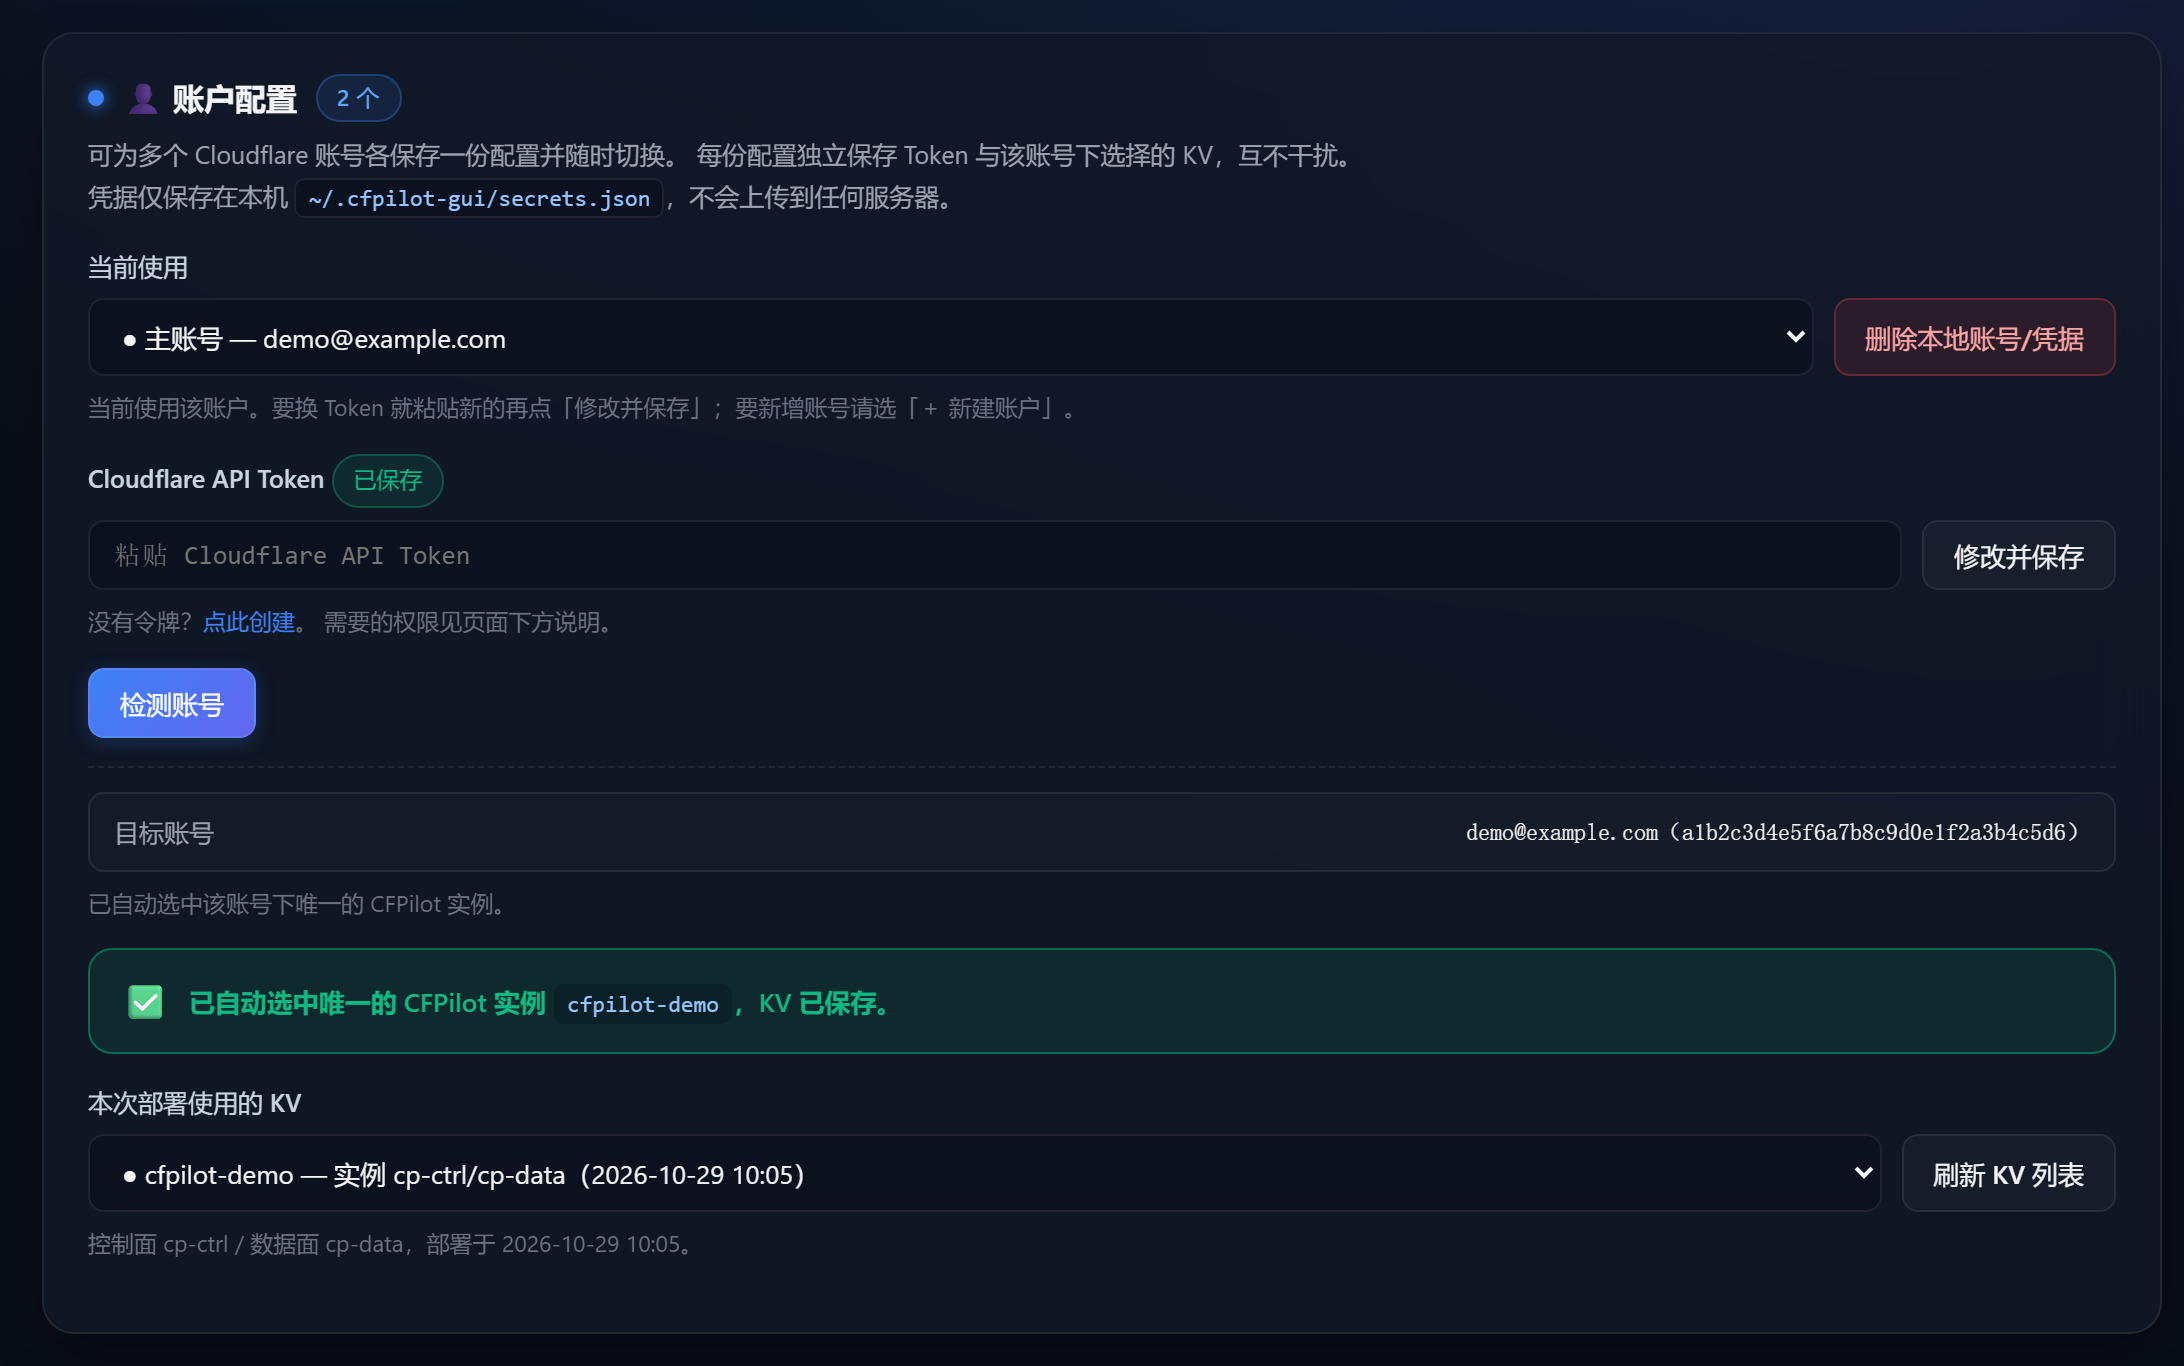 账户配置 2 个
可为多个 Cloudflare 账号各保存一份配置并随时切换。 每份配置独立保存 Token 与该账号下选择的 KV，互不干扰。
凭据仅保存在本机 ~/.cfpilot-gui/secrets.json ，不会上传到任何服务器。
当前使用
● 主账号 — demo@example.com 删除本地账号/凭据
当前使用该账户。要换 Token 就粘贴新的再点「修改并保存」；要新增账号请选「＋ 新建账户」。
Cloudflare API Token 已保存
粘贴 Cloudflare API Token 修改并保存
没有令牌？点此创建。 需要的权限见页面下方说明。
检测账号
目标账号 demo@example.com（a1b2c3d4e5f6a7b8c9d0e1f2a3b4c5d6）
已自动选中该账号下唯一的 CFPilot 实例。
已自动选中唯一的 CFPilot 实例 cfpilot-demo ，KV 已保存。
本次部署使用的 KV
● cfpilot-demo — 实例 cp-ctrl/cp-data（2026-10-29 10:05） 刷新 KV 列表
控制面 cp-ctrl / 数据面 cp-data，部署于 2026-10-29 10:05。